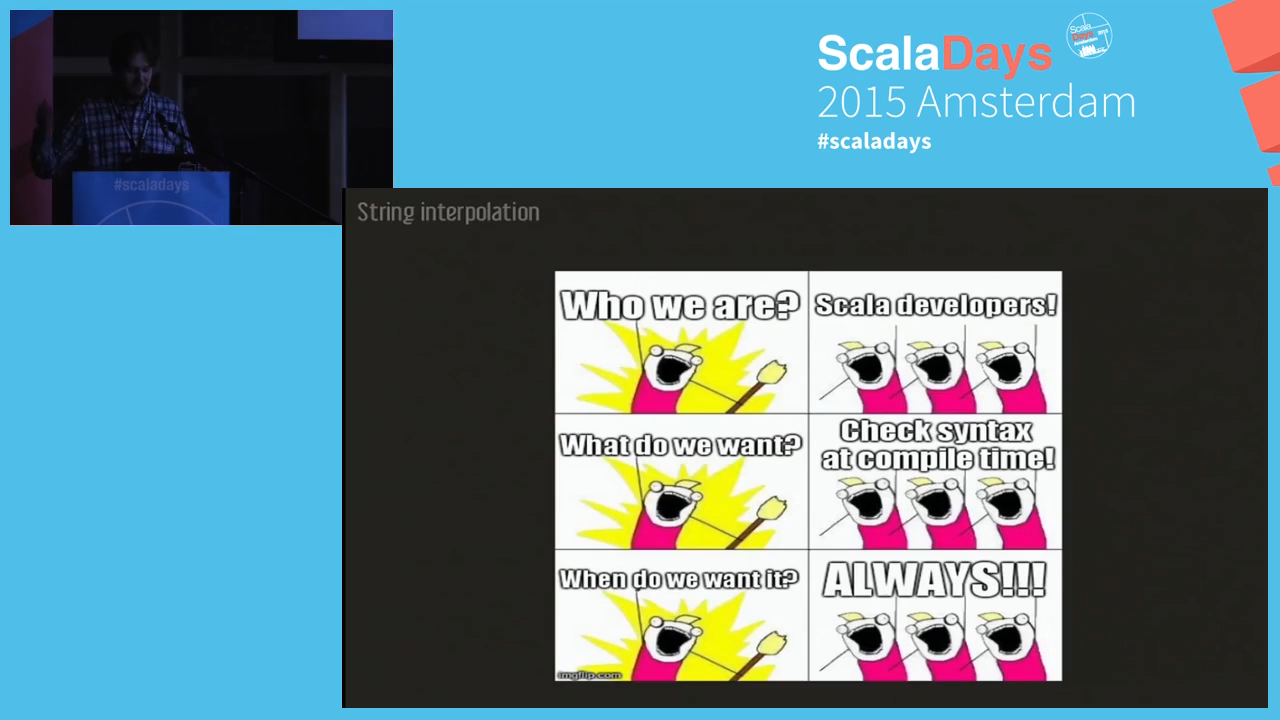 ScalaDays
2015 Amsterdam
#scaladays
#scaladays
String interpolation
Who we are?
Scala developers!
What do we want?
Check syntax
at compile time!
When do we want it?
ALWAYS!!!
imgflip.com